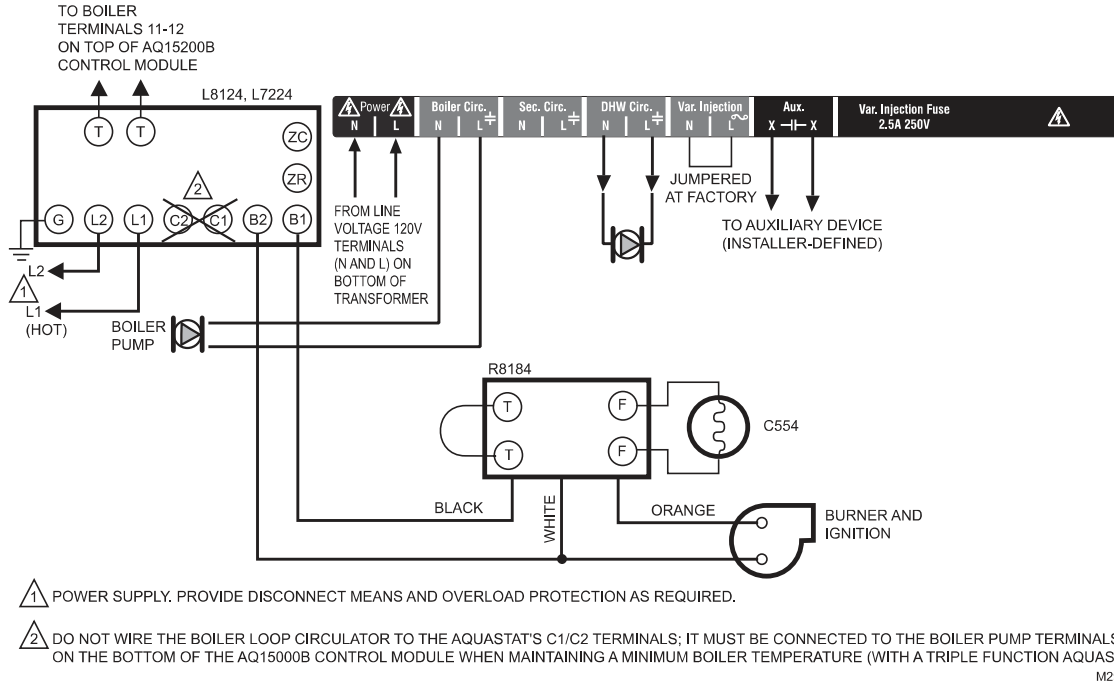 TO BOILER
TERMINALS 11-12
ON TOP OF AQ15200B
CONTROL MODULE
L8124, L7224
T T
ZC
ZR
2
G L2 L1 C2 C1 B2 B1
L2
1
L1
(HOT)
Power
N | L
Boiler Circ.
N | L
Sec. Circ.
N | L
DHW Circ.
N | L
Var. Injection
N | L
Aux.
X X
Var. Injection Fuse
2.5A 250V
FROM LINE
VOLTAGE 120V
TERMINALS
(N AND L) ON
BOTTOM OF
TRANSFORMER
JUMPERED
AT FACTORY
TO AUXILIARY DEVICE
(INSTALLER-DEFINED)
BOILER
PUMP
R8184
T F
T F
C554
BLACK
WHITE
ORANGE
BURNER AND
IGNITION
1 POWER SUPPLY. PROVIDE DISCONNECT MEANS AND OVERLOAD PROTECTION AS REQUIRED.
2 DO NOT WIRE THE BOILER LOOP CIRCULATOR TO THE AQUASTAT'S C1/C2 TERMINALS; IT MUST BE CONNECTED TO THE BOILER PUMP TERMINALS
ON THE BOTTOM OF THE AQ15000B CONTROL MODULE WHEN MAINTAINING A MINIMUM BOILER TEMPERATURE (WITH A TRIPLE FUNCTION AQUAS
M2